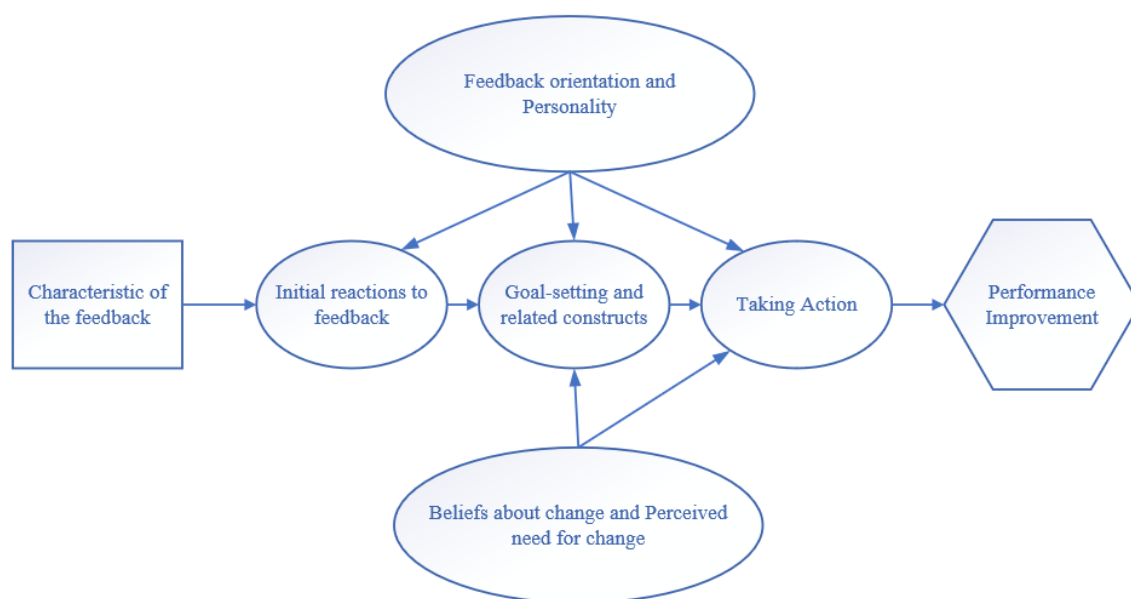 Feedback orientation and
Personality
Characteristic of
the feedback
Initial reactions to
feedback
Goal-setting and
related constructs
Taking Action
Performance
Improvement
Beliefs about change and Perceived
need for change